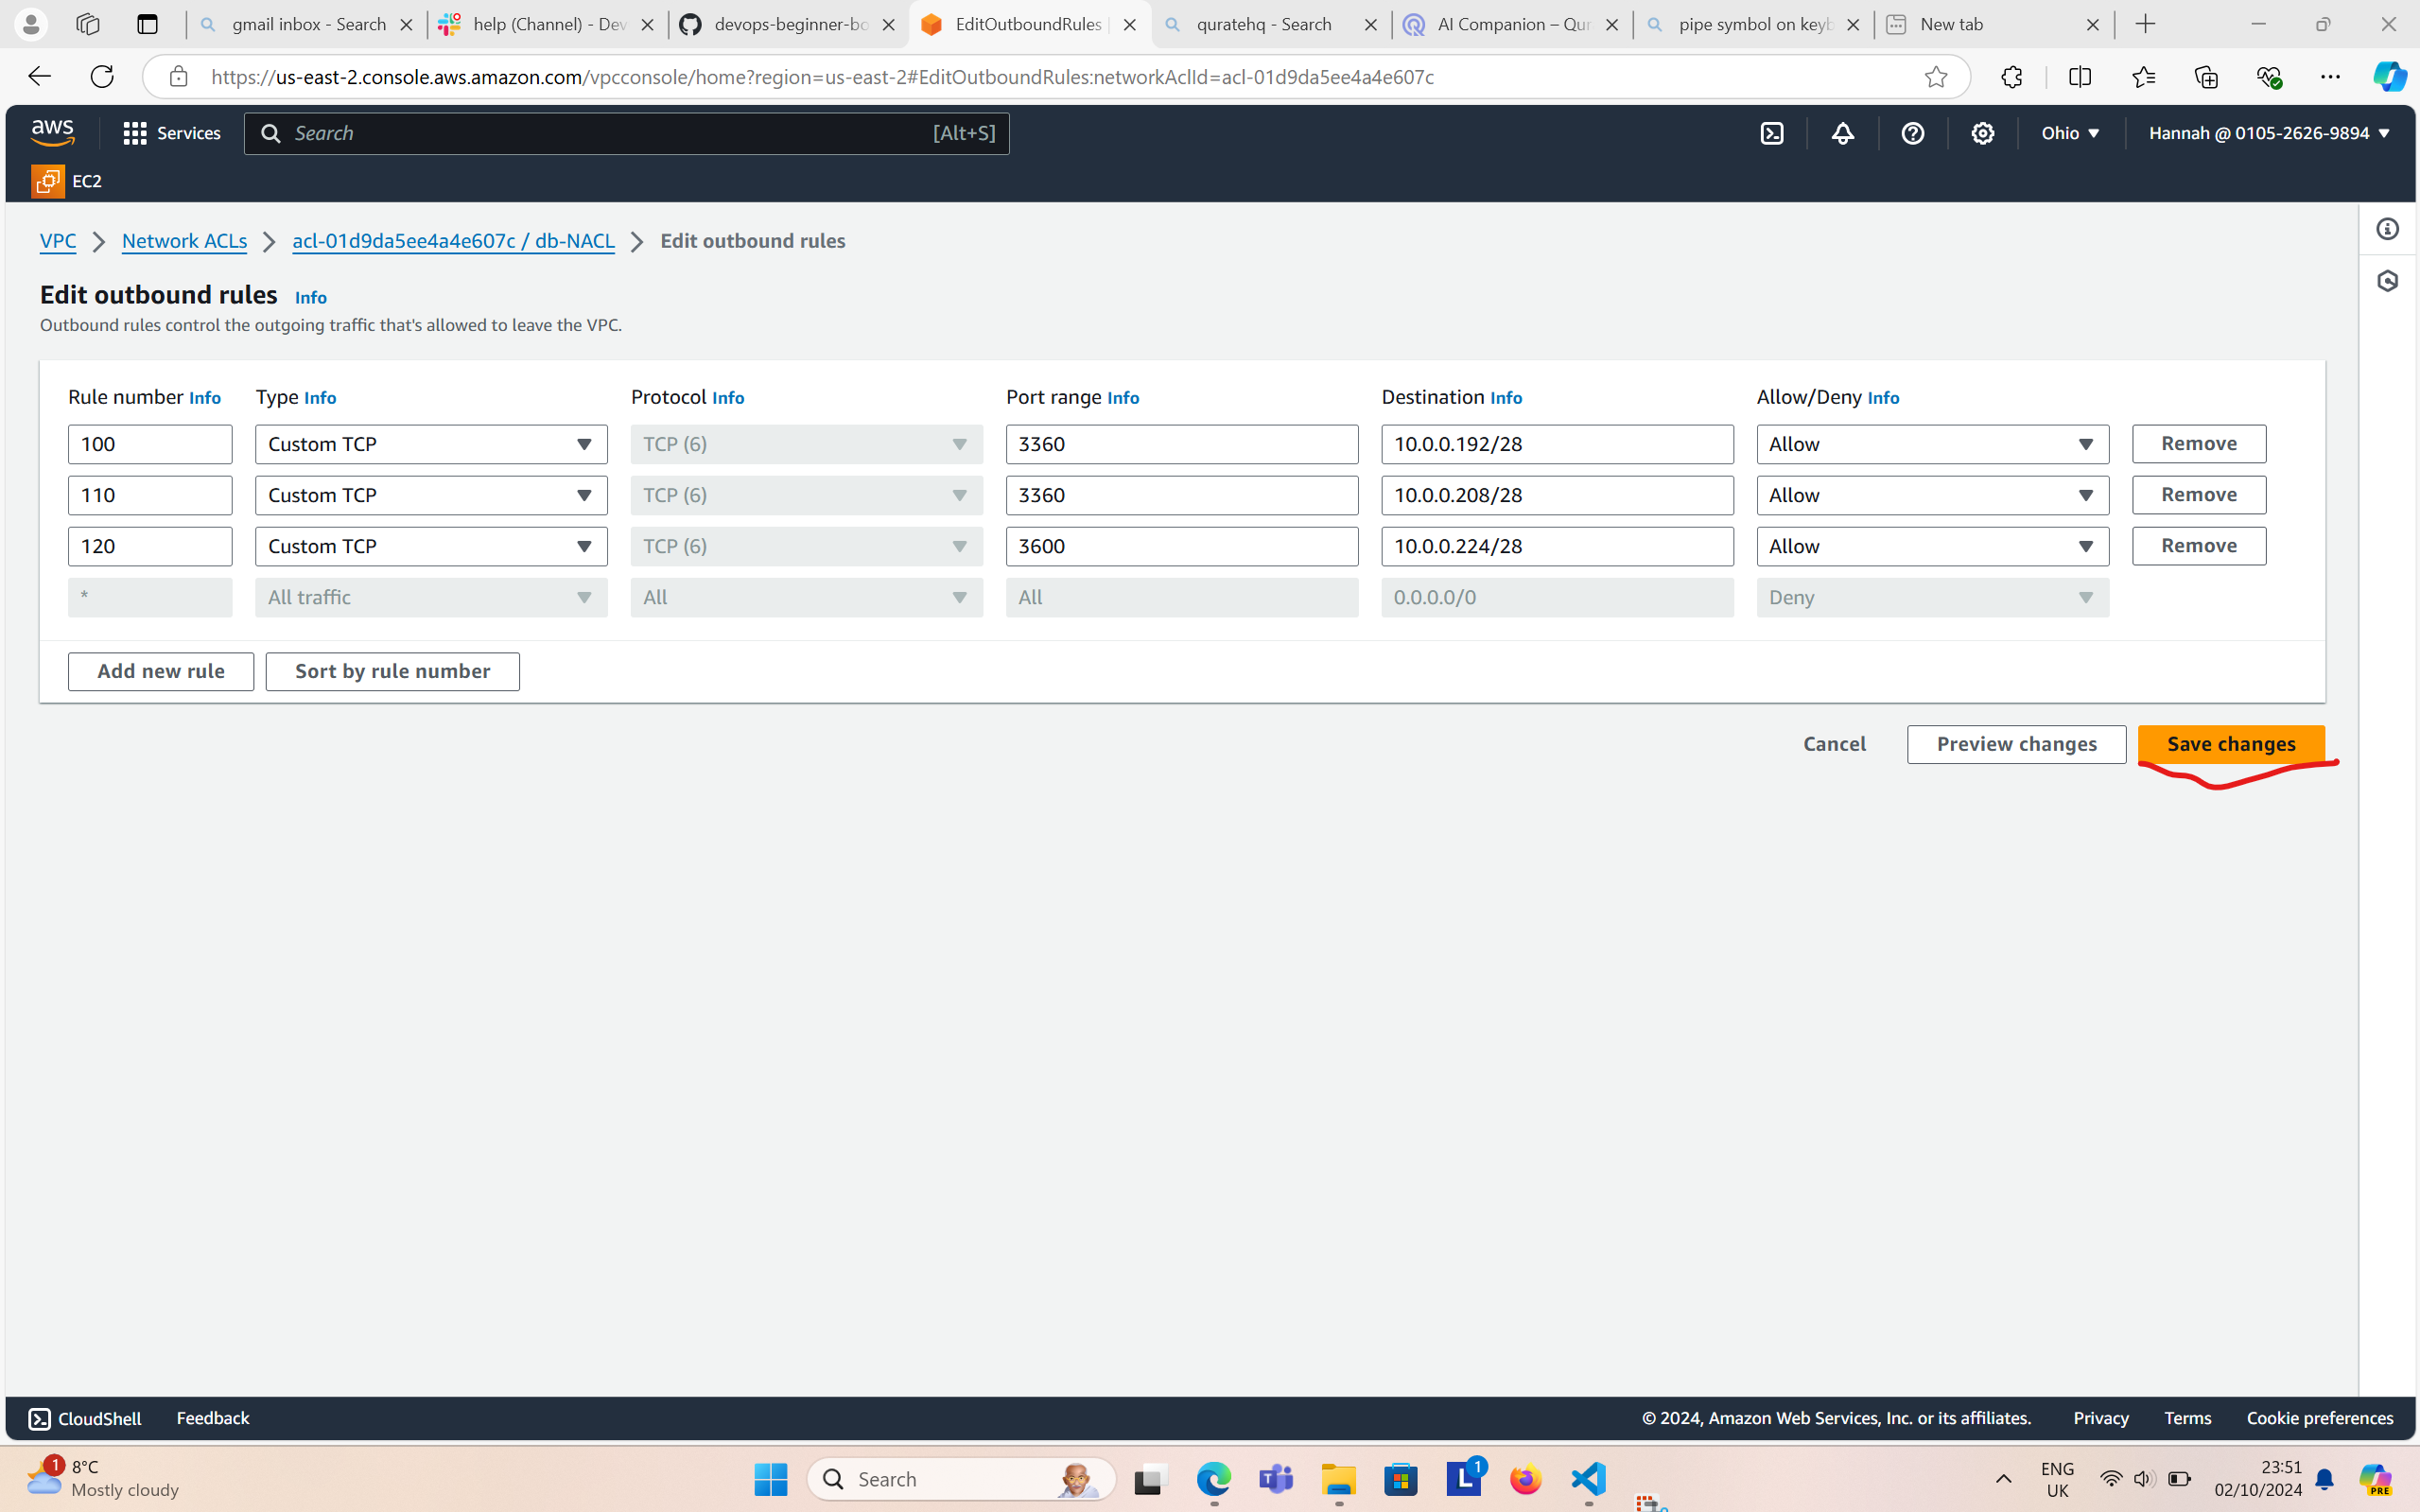 gmail inbox - Search
help (Channel) - Dev
devops-beginner-bo
EditOutboundRules |
quratehq - Search
AI Companion – Qur
pipe symbol on keyb
New tab
https://us-east-2.console.aws.amazon.com/vpcconsole/home?region=us-east-2#EditOutboundRules:networkAclId=acl-01d9da5ee4a4e607c
aws
Services
Search
[Alt+S]
Ohio
Hannah @ 0105-2626-9894
EC2
VPC
Network ACLs
acl-01d9da5ee4a4e607c / db-NACL
Edit outbound rules
Edit outbound rules Info
Outbound rules control the outgoing traffic that's allowed to leave the VPC.
Rule number Info Type Info Protocol Info Port range Info Destination Info Allow/Deny Info
100 Custom TCP TCP (6) 3360 10.0.0.192/28 Allow Remove
110 Custom TCP TCP (6) 3360 10.0.0.208/28 Allow Remove
120 Custom TCP TCP (6) 3600 10.0.0.224/28 Allow Remove
* All traffic All All 0.0.0.0/0 Deny
Add new rule Sort by rule number
Cancel Preview changes Save changes
CloudShell Feedback © 2024, Amazon Web Services, Inc. or its affiliates. Privacy Terms Cookie preferences
1
8°C
Mostly cloudy
Search
L
1
ENG
UK
23:51
02/10/2024
PRE